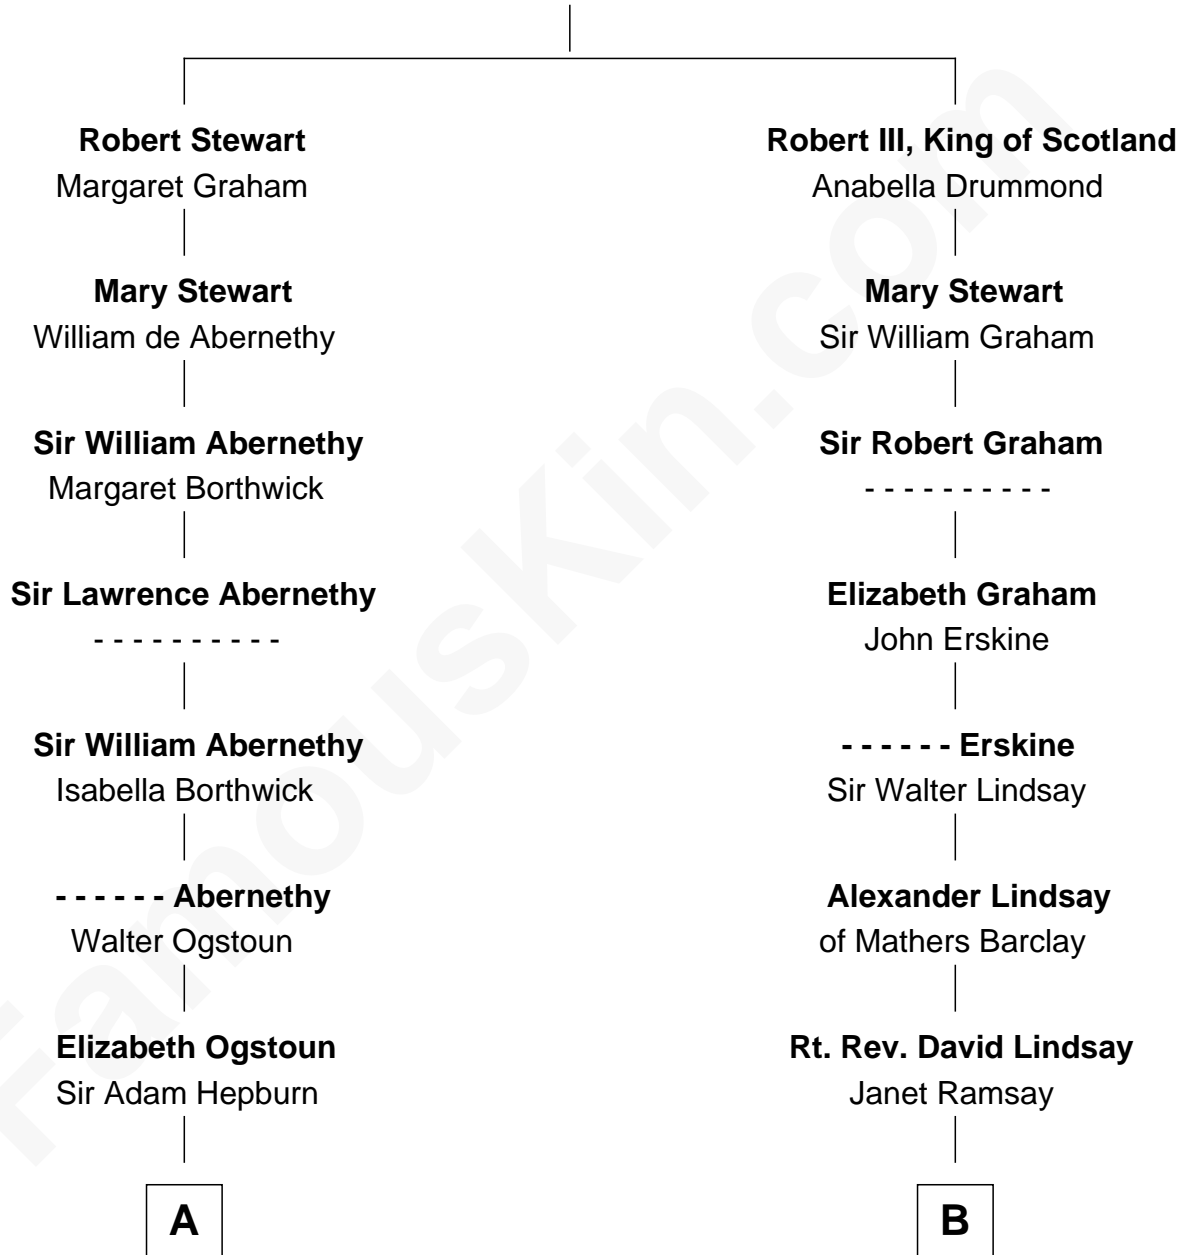 Robert Stewart
Margaret Graham
Mary Stewart
William de Abernethy
Sir William Abernethy
Margaret Borthwick
Sir Lawrence Abernethy
- - - - - - - - - -
Sir William Abernethy
Isabella Borthwick
- - - - - - Abernethy
Walter Ogstoun
Elizabeth Ogstoun
Sir Adam Hepburn
A
Robert III, King of Scotland
Anabella Drummond
Mary Stewart
Sir William Graham
Sir Robert Graham
- - - - - - - - - -
Elizabeth Graham
John Erskine
- - - - - - Erskine
Sir Walter Lindsay
Alexander Lindsay
of Mathers Barclay
Rt. Rev. David Lindsay
Janet Ramsay
B
FamousKin.com